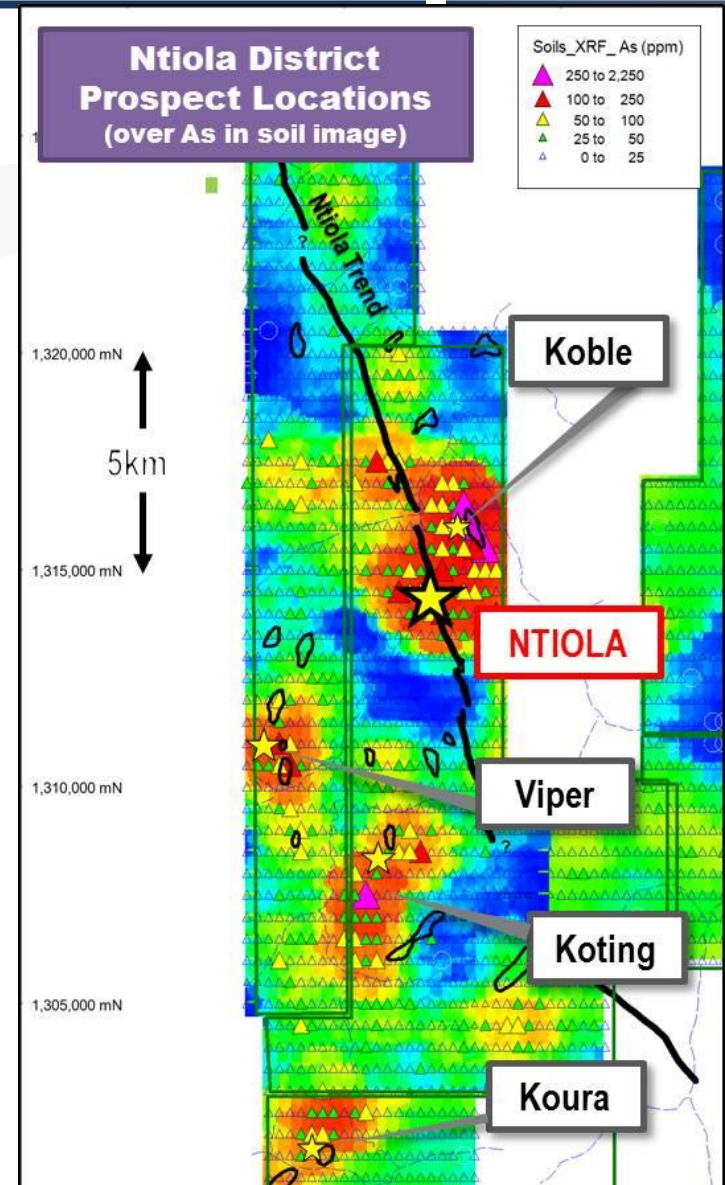 Ntiola District
Prospect Locations
(over As in soil image)
Soils_XRF_ As (ppm)
250 to 2,250
100 to 250
50 to 100
25 to 50
0 to 25
1
Ntiola Trend
?
1,320,000 mN
Koble
5km
1,315,000 mN
NTIOLA
1,310,000 mN
Viper
?
Koting
1,305,000 mN
Koura